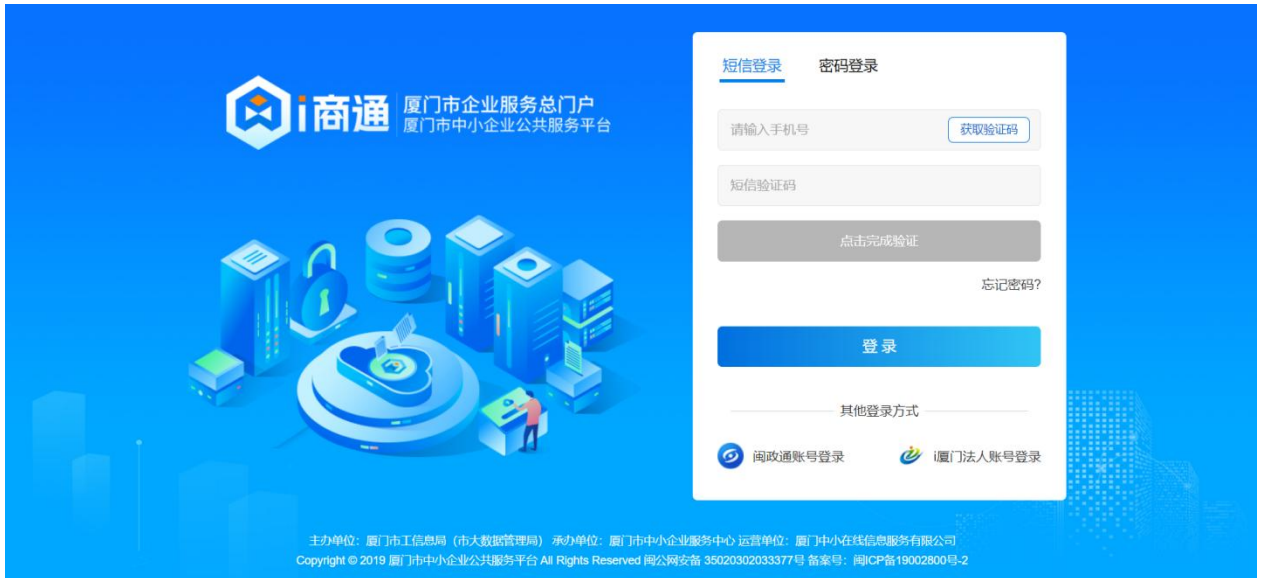 i商通
厦门市企业服务总门户
厦门市中小企业公共服务平台
短信登录 密码登录
请输入手机号 获取验证码
短信验证码
点击完成验证
忘记密码?
登录
其他登录方式
闽政通账号登录 i厦门法人账号登录
主办单位：厦门市工信息局（市大数据管理局） 承办单位：厦门市中小企业服务中心 运营单位：厦门中小在线信息服务有限公司
Copyright © 2019 厦门市中小企业公共服务平台 All Rights Reserved 闽公网安备 35020302033377号 备案号：闽ICP备19002800号-2